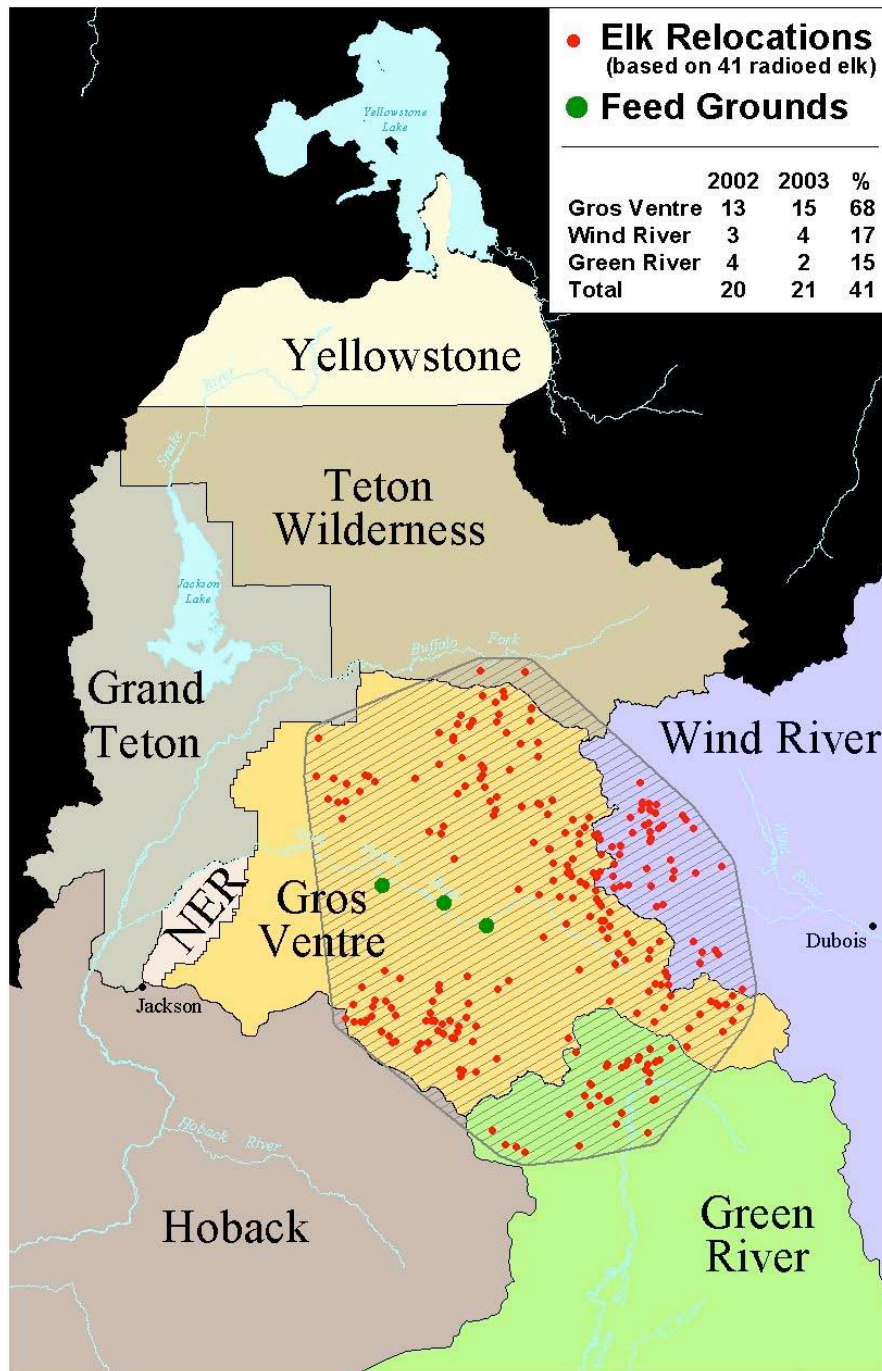 Elk Relocations
(based on 41 radioed elk)
Feed Grounds
2002 2003 %
Gros Ventre 13 15 68
Wind River 3 4 17
Green River 4 2 15
Total 20 21 41
Yellowstone
Lake
Yellowstone
River
Snake
Teton
Wilderness
Jackson
Lake
Buffalo Fork
Grand
Teton
Wind River
Wind
River
NER
Gros
Ventre
Dubois
Jackson
Hoback River
Hoback
Green
River